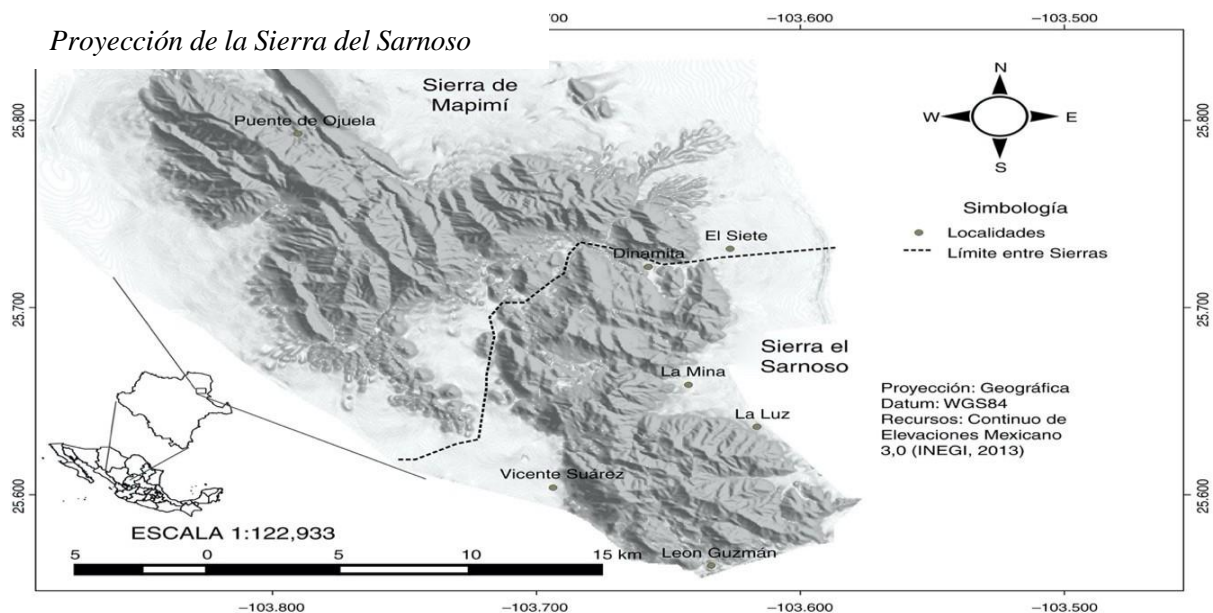 Proyección de la Sierra del Sarnoso
700
−103.600
−103.500
Sierra de
Mapimí
N
W
E
S
25.800
25.800
Puente de Ojuela
Simbología
Localidades
Límite entre Sierras
El Siete
Dinamita
25.700
25.700
Sierra el
Sarnoso
La Mina
La Luz
Proyección: Geográfica
Datum: WGS84
Recursos: Continuo de
Elevaciones Mexicano
3,0 (INEGI, 2013)
Vicente Suárez
25.600
25.600
ESCALA 1:122,933
5 0 5 10 15 km
León Guzmán
−103.800
−103.700
−103.600
−103.500